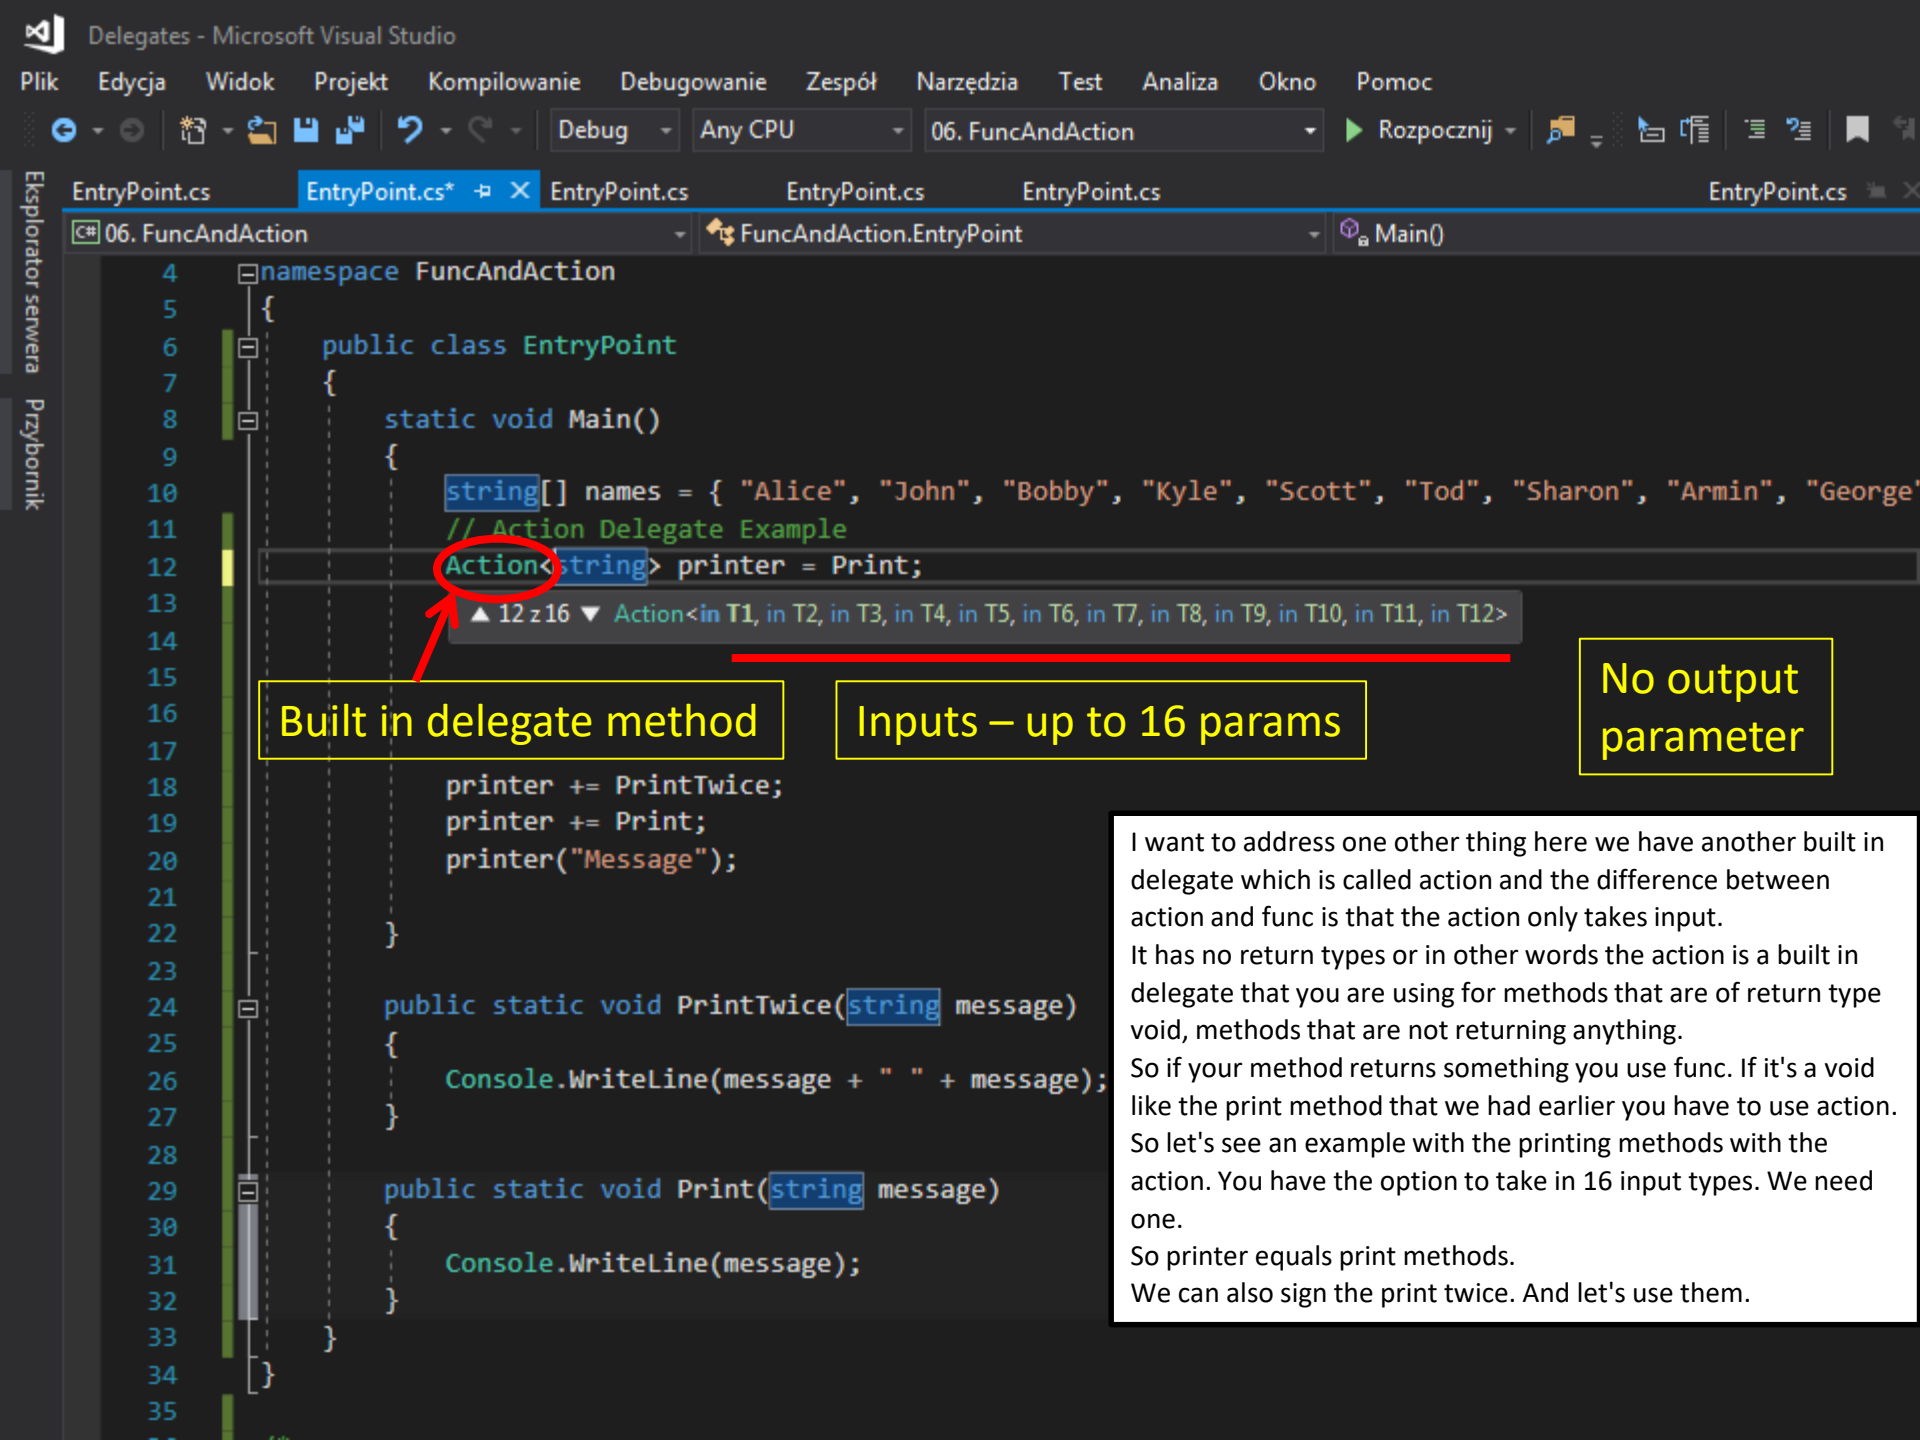 Delegates - Microsoft Visual Studio
Plik Edycja Widok Projekt Kompilowanie Debugowanie Zespół Narzędzia Test Analiza Okno Pomoc
Debug Any CPU 06. FuncAndAction Rozpocznij
Eksplorator serwera
Przybornik
EntryPoint.cs EntryPoint.cs* EntryPoint.cs EntryPoint.cs EntryPoint.cs EntryPoint.cs
C# 06. FuncAndAction FuncAndAction.EntryPoint Main()
4 namespace FuncAndAction
5 {
6 public class EntryPoint
7 {
8 static void Main()
9 {
10 string[] names = { "Alice", "John", "Bobby", "Kyle", "Scott", "Tod", "Sharon", "Armin", "George"
11 // Action Delegate Example
12 Action<string> printer = Print;
13 ▲ 12 z 16 ▼ Action<in T1, in T2, in T3, in T4, in T5, in T6, in T7, in T8, in T9, in T10, in T11, in T12>
14
15
16
17
Built in delegate method
Inputs – up to 16 params
No output
parameter
18 printer += PrintTwice;
19 printer += Print;
20 printer("Message");
21
22 }
23
24 public static void PrintTwice(string message)
25 {
26 Console.WriteLine(message + " " + message);
27 }
28
29 public static void Print(string message)
30 {
31 Console.WriteLine(message);
32 }
33 }
34 }
35
I want to address one other thing here we have another built in
delegate which is called action and the difference between
action and func is that the action only takes input.
It has no return types or in other words the action is a built in
delegate that you are using for methods that are of return type
void, methods that are not returning anything.
So if your method returns something you use func. If it's a void
like the print method that we had earlier you have to use action.
So let's see an example with the printing methods with the
action. You have the option to take in 16 input types. We need
one.
So printer equals print methods.
We can also sign the print twice. And let's use them.